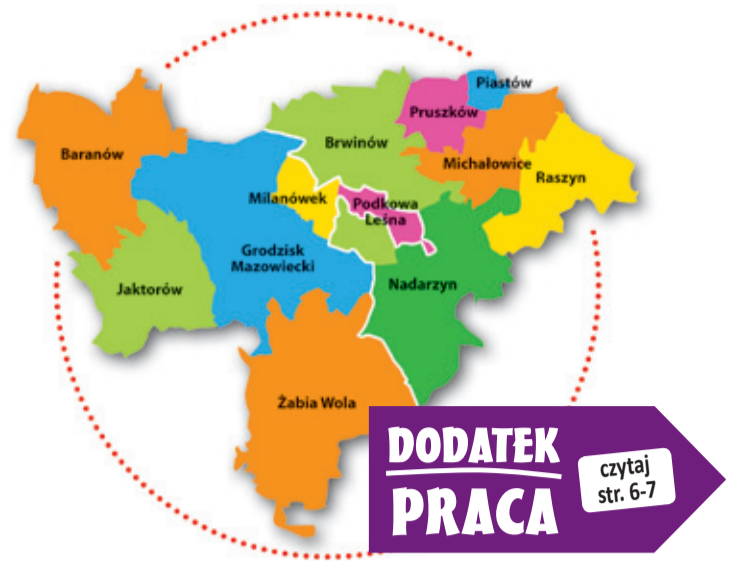 Piastów
Pruszków
Brwinów
Baranów
Michałowice
Raszyn
Milanówek
Podkowa
Leśna
Grodzisk
Mazowiecki
Nadarzyn
Jaktorów
Żabia Wola
DODATEK
PRACA
czytaj
str. 6-7